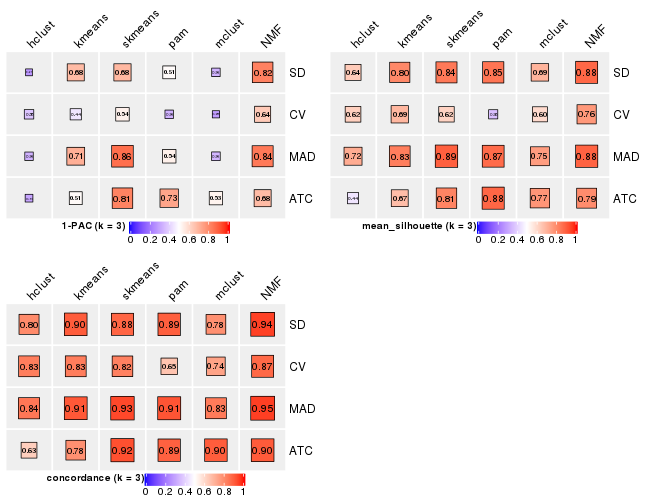 hclust kmeans skmeans pam mclust NMF
0.68 0.68 0.51 0.82 SD
0.44 0.54 0.64 CV
0.71 0.86 0.54 0.84 MAD
0.51 0.81 0.73 0.53 0.68 ATC
1-PAC (k = 3)
0 0.2 0.4 0.6 0.8 1
hclust kmeans skmeans pam mclust NMF
0.64 0.80 0.84 0.85 0.69 0.88 SD
0.62 0.69 0.62 0.60 0.76 CV
0.72 0.83 0.89 0.87 0.75 0.88 MAD
0.44 0.67 0.81 0.88 0.77 0.79 ATC
mean_silhouette (k = 3)
0 0.2 0.4 0.6 0.8 1
hclust kmeans skmeans pam mclust NMF
0.80 0.90 0.88 0.89 0.78 0.94 SD
0.83 0.83 0.82 0.65 0.74 0.87 CV
0.84 0.91 0.93 0.91 0.83 0.95 MAD
0.63 0.78 0.92 0.89 0.90 0.90 ATC
concordance (k = 3)
0 0.2 0.4 0.6 0.8 1